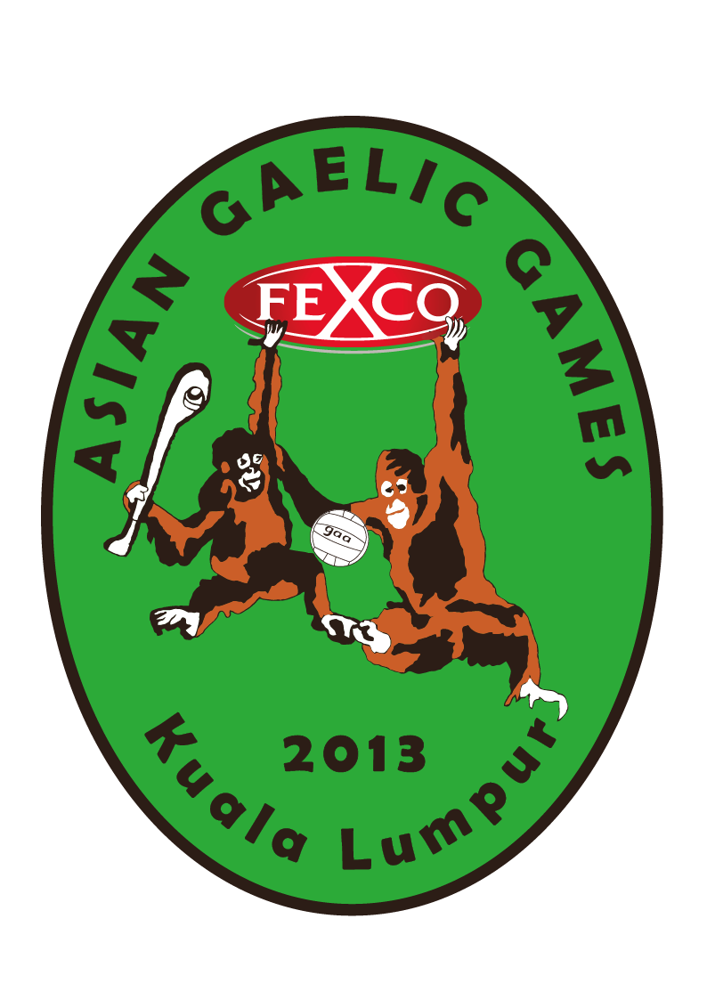 ASIAN GAELIC GAMES
FEXCO
gaa
2013
Kuala Lumpur